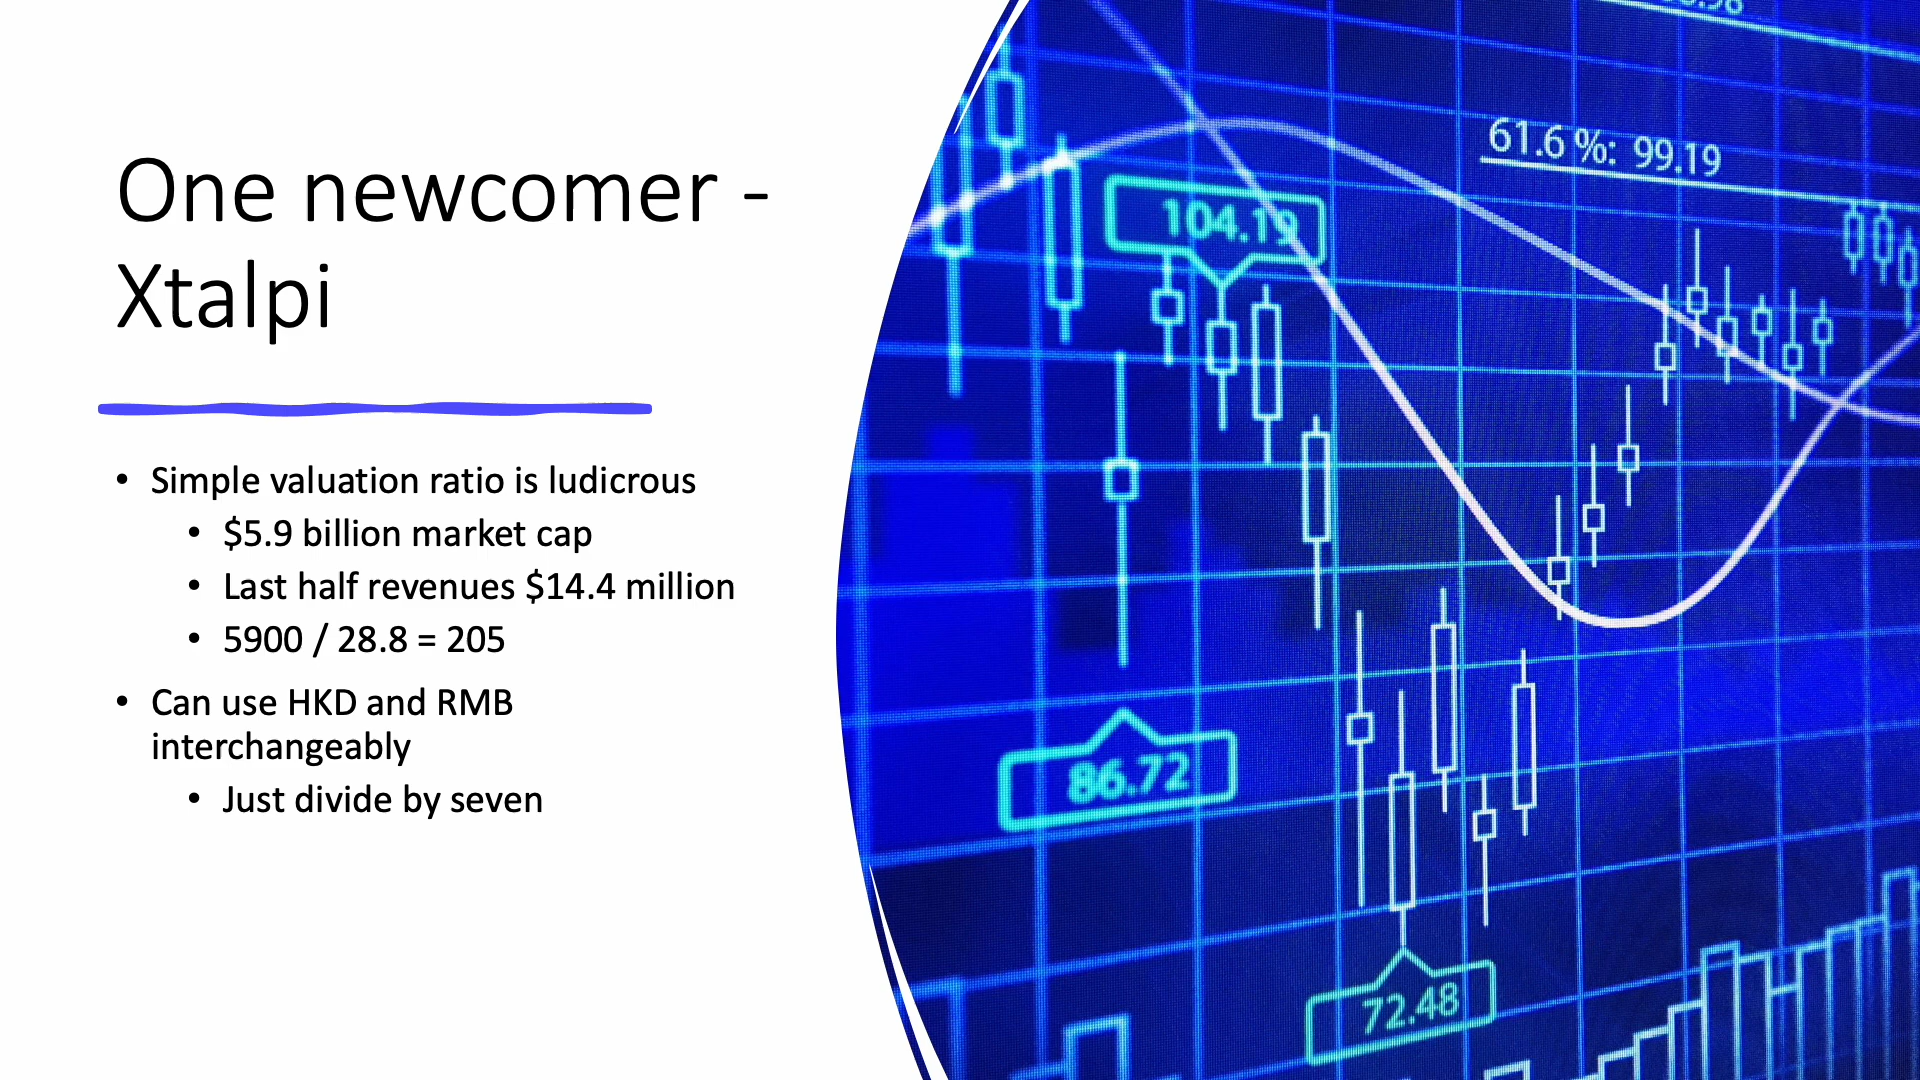 One newcomer -
Xtalpi
• Simple valuation ratio is ludicrous
• $5.9 billion market cap
• Last half revenues $14.4 million
• 5900 / 28.8 = 205
• Can use HKD and RMB
interchangeably
• Just divide by seven
61.6 %: 99.19
104.19
86.72
72.48